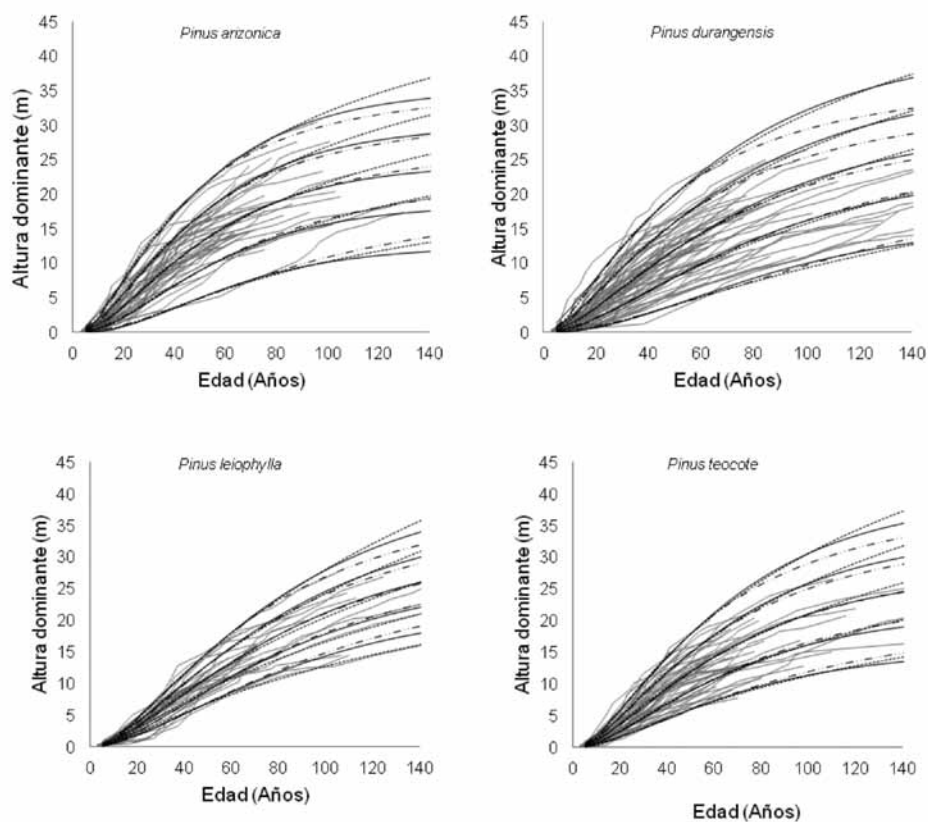 Pinus arizonica
Altura dominante (m)
45
40
35
30
25
20
15
10
5
0
0 20 40 60 80 100 120 140
Edad (Años)
Pinus durangensis
Altura dominante (m)
45
40
35
30
25
20
15
10
5
0
0 20 40 60 80 100 120 140
Edad (Años)
Pinus leiophylla
Altura dominante (m)
45
40
35
30
25
20
15
10
5
0
0 20 40 60 80 100 120 140
Edad (Años)
Pinus teocote
Altura dominante (m)
45
40
35
30
25
20
15
10
5
0
0 20 40 60 80 100 120 140
Edad (Años)